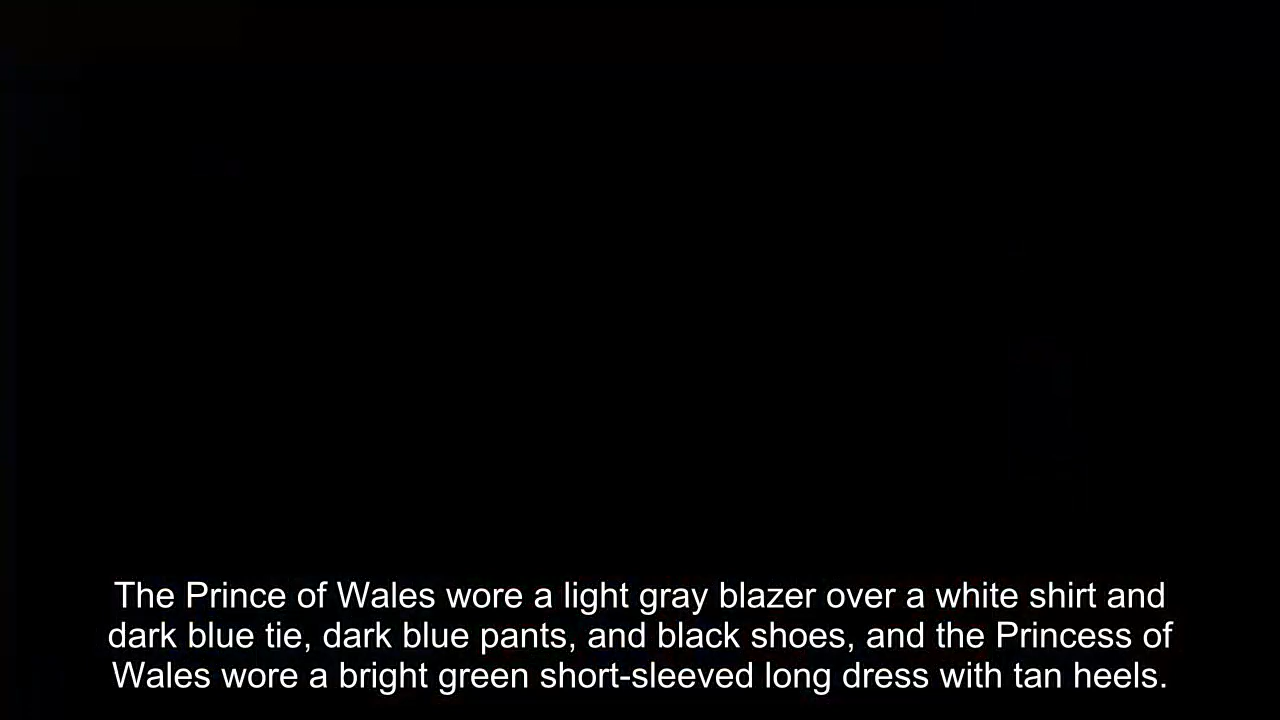 The Prince of Wales wore a light gray blazer over a white shirt and
dark blue tie, dark blue pants, and black shoes, and the Princess of
Wales wore a bright green short-sleeved long dress with tan heels.